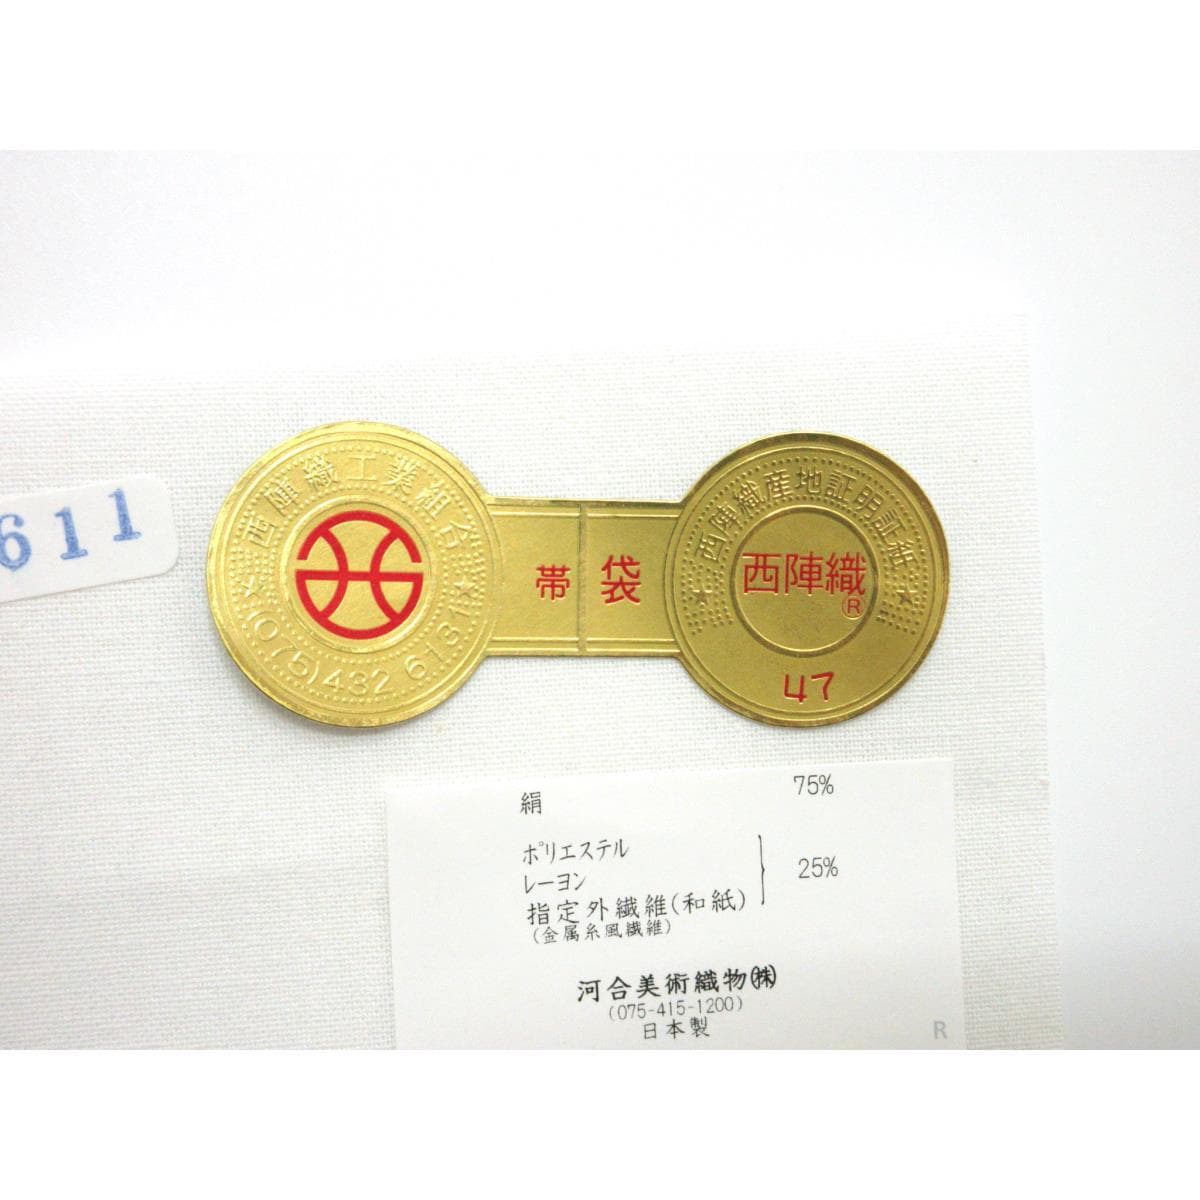 西陣織工業組合
(075)432 6131
帯 袋
西陣織産地証明証紙
西陣織®
47
611
絹 75%
ポリエステル
レーヨン 25%
指定外繊維(和紙)
(金属糸風繊維)
河合美術織物㈱
(075-415-1200)
日本製
R